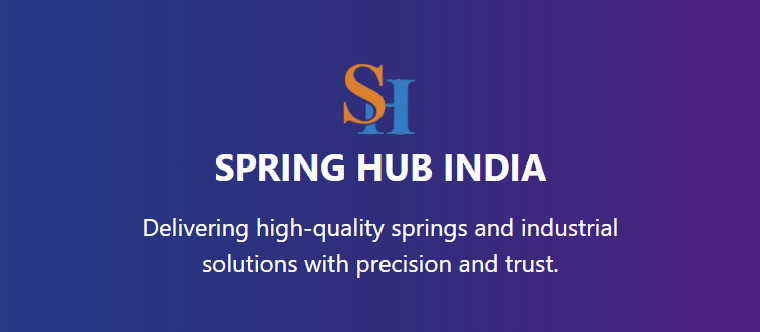 SH
SPRING HUB INDIA
Delivering high-quality springs and industrial
solutions with precision and trust.